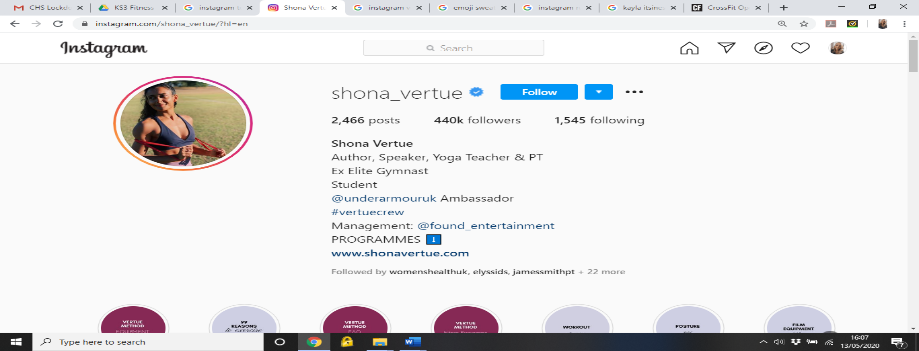 CHS Lockd
KS3 Fitness
instagram
Shona Vert
instagram
emoji swea
instagram
kayla itsine
CrossFit Op
instagram.com/shona_vertue/?hl=en
Instagram
Search
shona_vertue
Follow
2,466 posts 440k followers 1,545 following
Shona Vertue
Author, Speaker, Yoga Teacher & PT
Ex Elite Gymnast
Student
@underarmouruk Ambassador
#vertuecrew
Management: @found_entertainment
PROGRAMMES ⬇️
www.shonavertue.com
Followed by womenshealthuk, elyssids, jamessmithpt + 22 more
VERTUE
METHOD
99
REASONS
VERTUE
METHOD
VERTUE
METHOD
WORKOUT
POSTURE
FILM
EQUIPMENT
Type here to search
16:07
13/05/2020